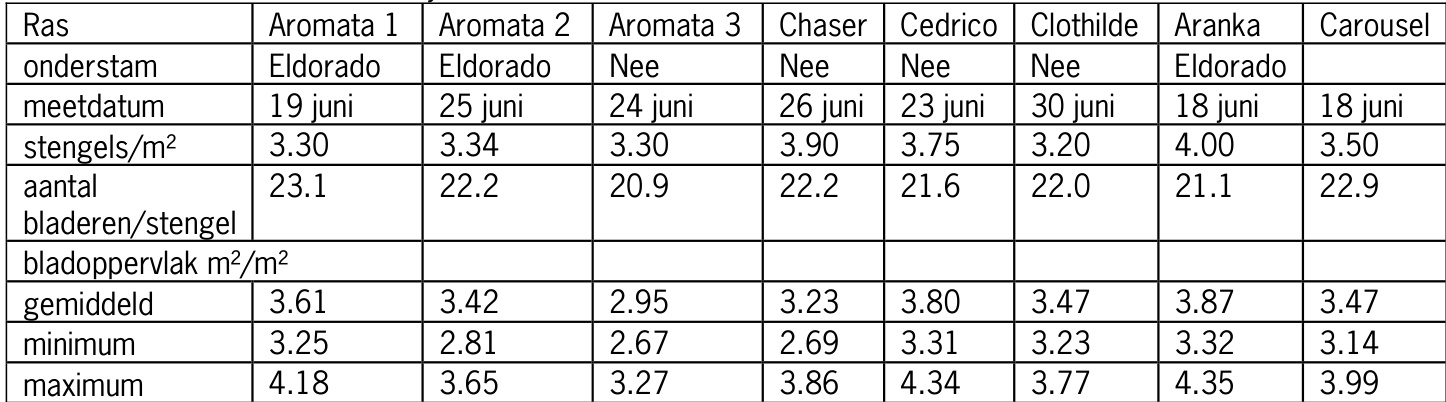 Ras Aromata 1 Aromata 2 Aromata 3 Chaser Cedrico Clothilde Aranka Carousel
onderstam Eldorado Eldorado Nee Nee Nee Nee Eldorado
meetdatum 19 juni 25 juni 24 juni 26 juni 23 juni 30 juni 18 juni 18 juni
stengels/m² 3.30 3.34 3.30 3.90 3.75 3.20 4.00 3.50
aantal 23.1 22.2 20.9 22.2 21.6 22.0 21.1 22.9
bladeren/stengel
bladoppervlak m²/m²
gemiddeld 3.61 3.42 2.95 3.23 3.80 3.47 3.87 3.47
minimum 3.25 2.81 2.67 2.69 3.31 3.23 3.32 3.14
maximum 4.18 3.65 3.27 3.86 4.34 3.77 4.35 3.99